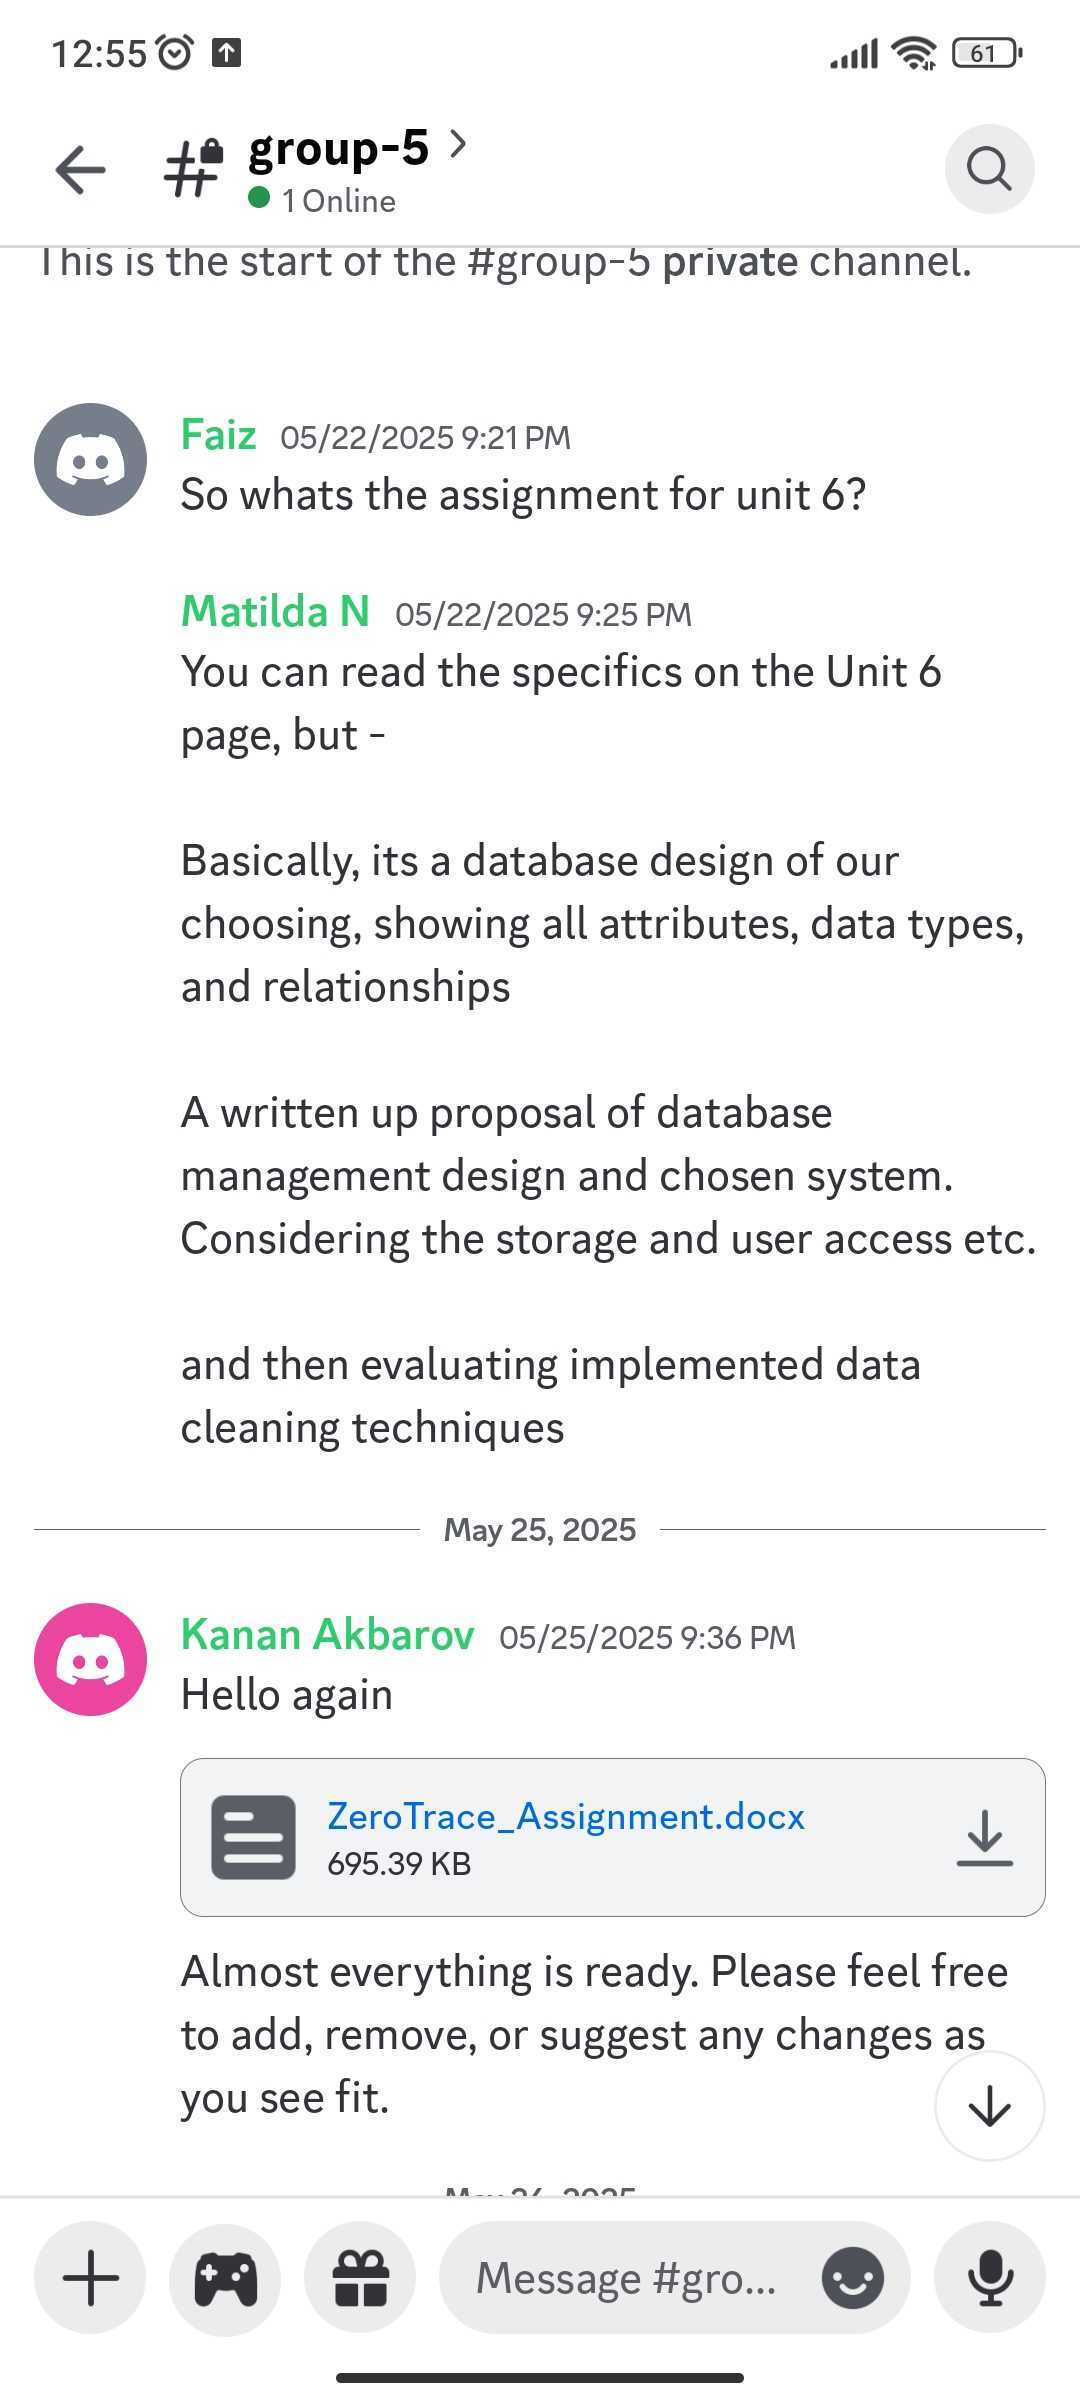 12:55
61
group-5
1 Online
This is the start of the #group-5 private channel.
Faiz 05/22/2025 9:21 PM
So whats the assignment for unit 6?
Matilda N 05/22/2025 9:25 PM
You can read the specifics on the Unit 6
page, but -
Basically, its a database design of our
choosing, showing all attributes, data types,
and relationships
A written up proposal of database
management design and chosen system.
Considering the storage and user access etc.
and then evaluating implemented data
cleaning techniques
May 25, 2025
Kanan Akbarov 05/25/2025 9:36 PM
Hello again
ZeroTrace_Assignment.docx
695.39 KB
Almost everything is ready. Please feel free
to add, remove, or suggest any changes as
you see fit.
May 26, 2025
Message #gro...